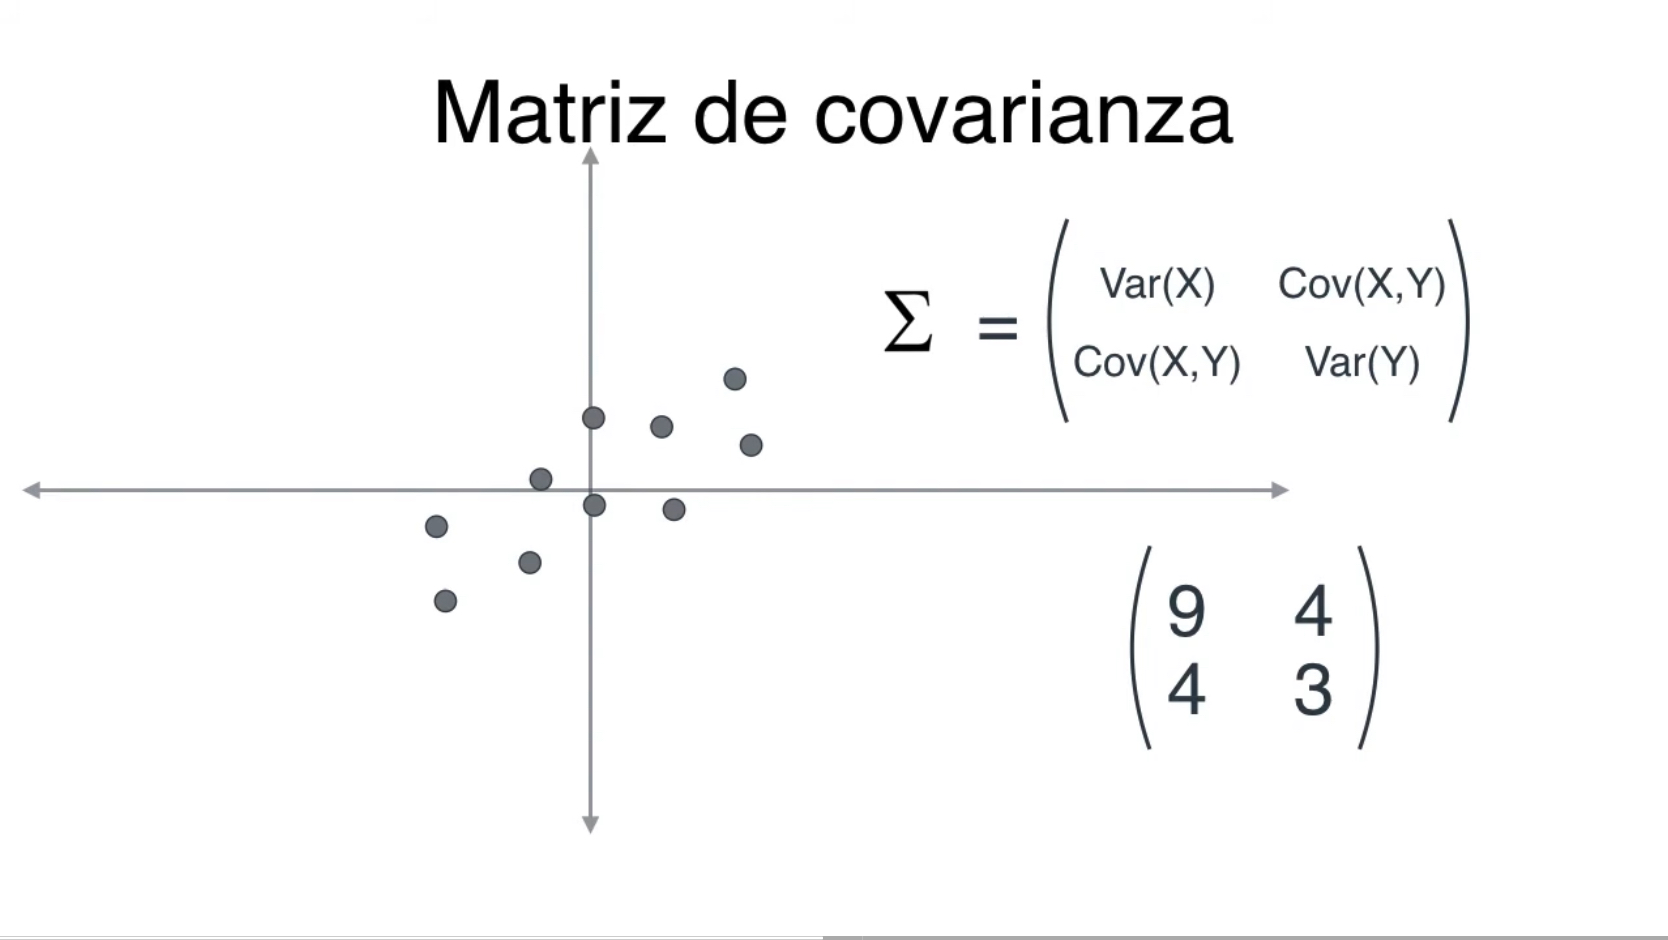 Matriz de covarianza
Var(X) Cov(X,Y)
Σ =
Cov(X,Y) Var(Y)
9 4
4 3